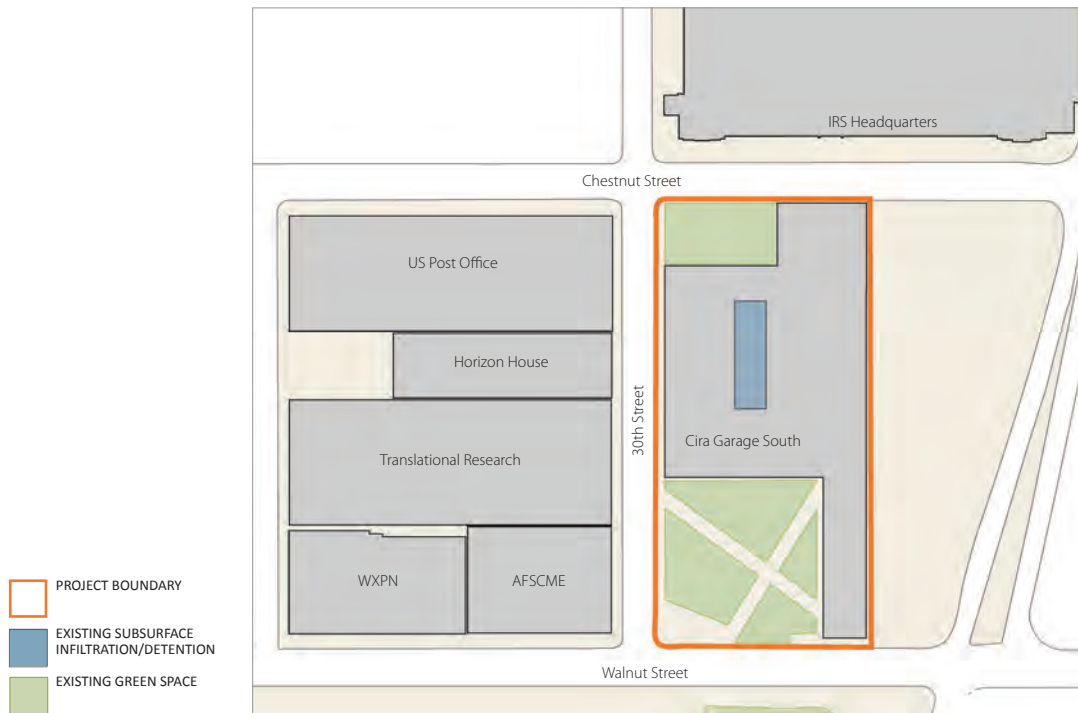 IRS Headquarters
Chestnut Street
US Post Office
Horizon House
30th Street
Cira Garage South
Translational Research
WXPN
AFSCME
Walnut Street
PROJECT BOUNDARY
EXISTING SUBSURFACE
INFILTRATION/DETENTION
EXISTING GREEN SPACE